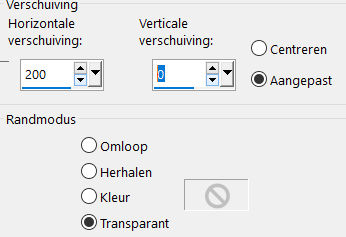 Verschuiving
Horizontale verschuiving:
Verticale verschuiving:
200
0
Centreren
Aangepast
Randmodus
Omloop
Herhalen
Kleur
Transparant